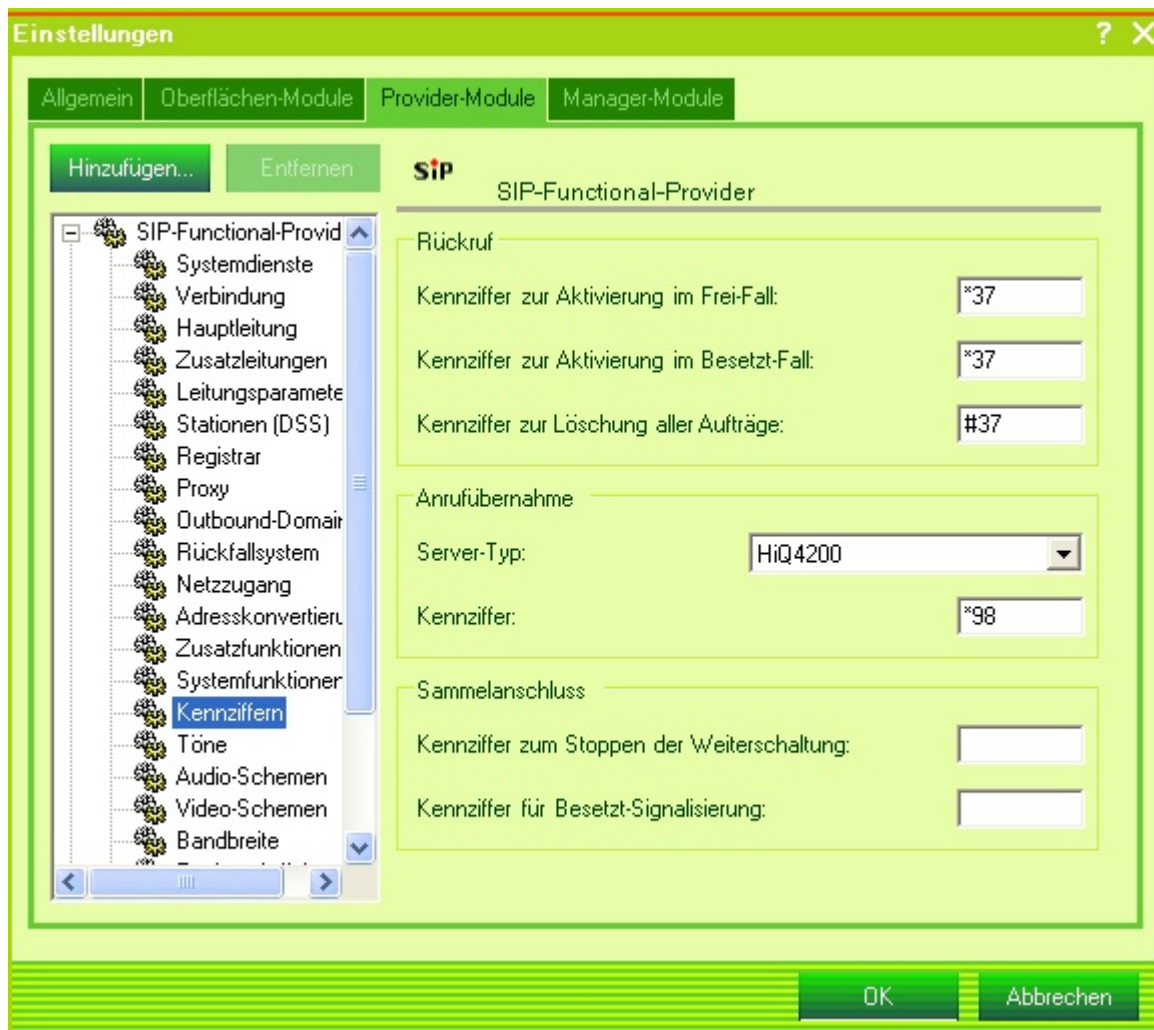 Einstellungen ? X
Allgemein Oberflächen-Module Provider-Module Manager-Module
Hinzufügen... Entfernen
SIP-Functional-Provid
Systemdienste
Verbindung
Hauptleitung
Zusatzleitungen
Leitungsparamete
Stationen (DSS)
Registrar
Proxy
Outbound-Domair
Rückfallsystem
Netzzugang
Adresskonvertieru
Zusatzfunktionen
Systemfunktioner
Kennziffern
Töne
Audio-Schemen
Video-Schemen
Bandbreite
SiP
SIP-Functional-Provider
Rückruf
Kennziffer zur Aktivierung im Frei-Fall: *37
Kennziffer zur Aktivierung im Besetzt-Fall: *37
Kennziffer zur Löschung aller Aufträge: #37
Anrufübernahme
Server-Typ: HiQ4200
Kennziffer: *98
Sammelanschluss
Kennziffer zum Stoppen der Weiterschaltung:
Kennziffer für Besetzt-Signalisierung:
OK Abbrechen